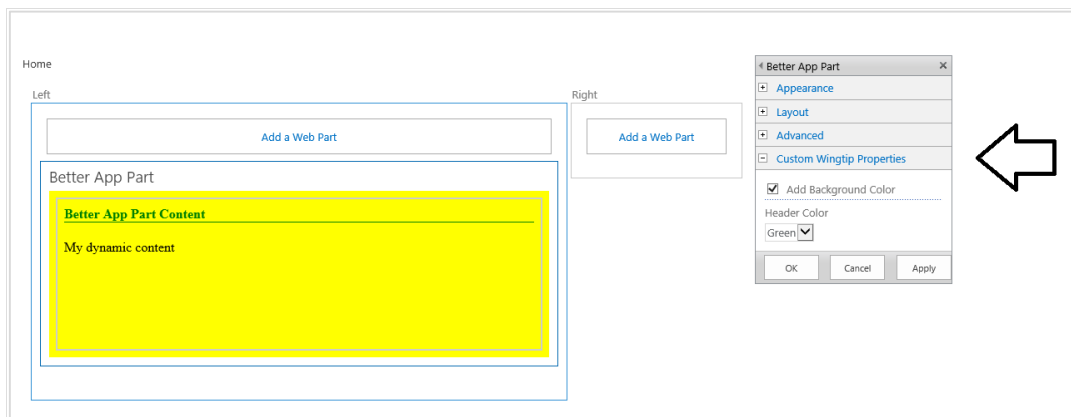 Home
Left
Right
Add a Web Part
Add a Web Part
Better App Part
Better App Part Content
My dynamic content
Better App Part
Appearance
Layout
Advanced
Custom Wingtip Properties
Add Background Color
Header Color
Green
OK Cancel Apply